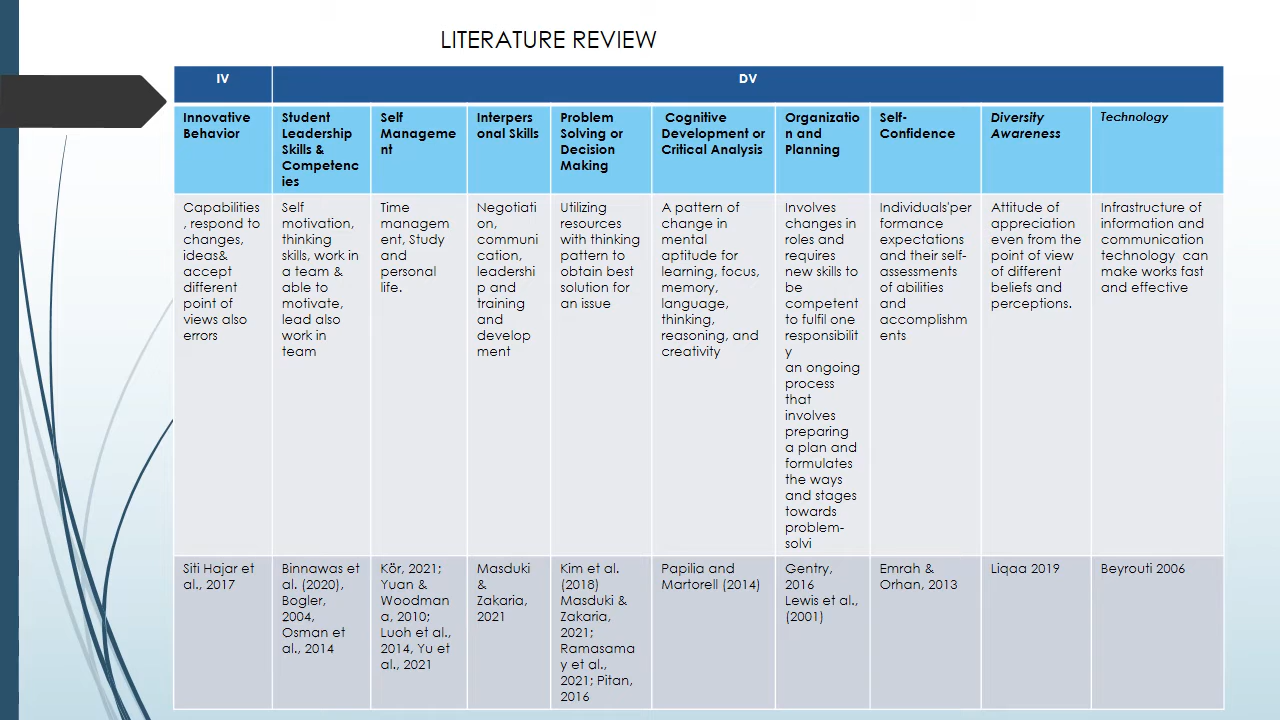 LITERATURE REVIEW
IV
DV
Innovative
Behavior
Student
Leadership
Skills &
Competenc
ies
Self
Manageme
nt
Interpers
onal Skills
Problem
Solving or
Decision
Making
Cognitive
Development or
Critical Analysis
Organizatio
n and
Planning
Self-
Confidence
Diversity
Awareness
Technology
Capabilities
, respond to
changes,
ideas&
accept
different
point of
views also
errors
Self
motivation,
thinking
skills, work in
a team &
able to
motivate,
lead also
work in
team
Time
managem
ent, Study
and
personal
life.
Negotiati
on,
communi
cation,
leadershi
p and
training
and
develop
ment
Utilizing
resources
with thinking
pattern to
obtain best
solution for
an issue
A pattern of
change in
mental
aptitude for
learning, focus,
memory,
language,
thinking,
reasoning, and
creativity
Involves
changes in
roles and
requires
new skills to
be
competent
to fulfil one
responsibilit
y
an ongoing
process
that
involves
preparing
a plan and
formulates
the ways
and stages
towards
problem-
solvi
Individuals'per
formance
expectations
and their self-
assessments
of abilities
and
accomplishm
ents
Attitude of
appreciation
even from the
point of view
of different
beliefs and
perceptions.
Infrastructure of
information and
communication
technology can
make works fast
and effective
Siti Hajar et
al., 2017
Binnawas et
al. (2020),
Bogler,
2004,
Osman et
al., 2014
Kõr, 2021;
Yuan &
Woodman
a, 2010;
Luoh et al.,
2014, Yu et
al., 2021
Masduki
&
Zakaria,
2021
Kim et al.
(2018)
Masduki &
Zakaria,
2021;
Ramasama
y et al.,
2021; Pitan,
2016
Papilia and
Martorell (2014)
Gentry,
2016
Lewis et al.,
(2001)
Emrah &
Orhan, 2013
Liqaa 2019
Beyrouti 2006